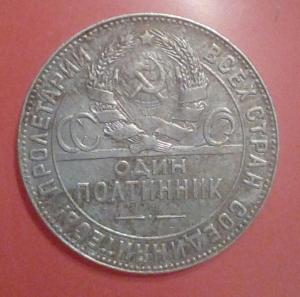 ПРОЛЕТАРИИ ВСЕХ СТРАН СОЕДИНЯЙТЕСЬ
ОДИН
ПОЛТИННИК